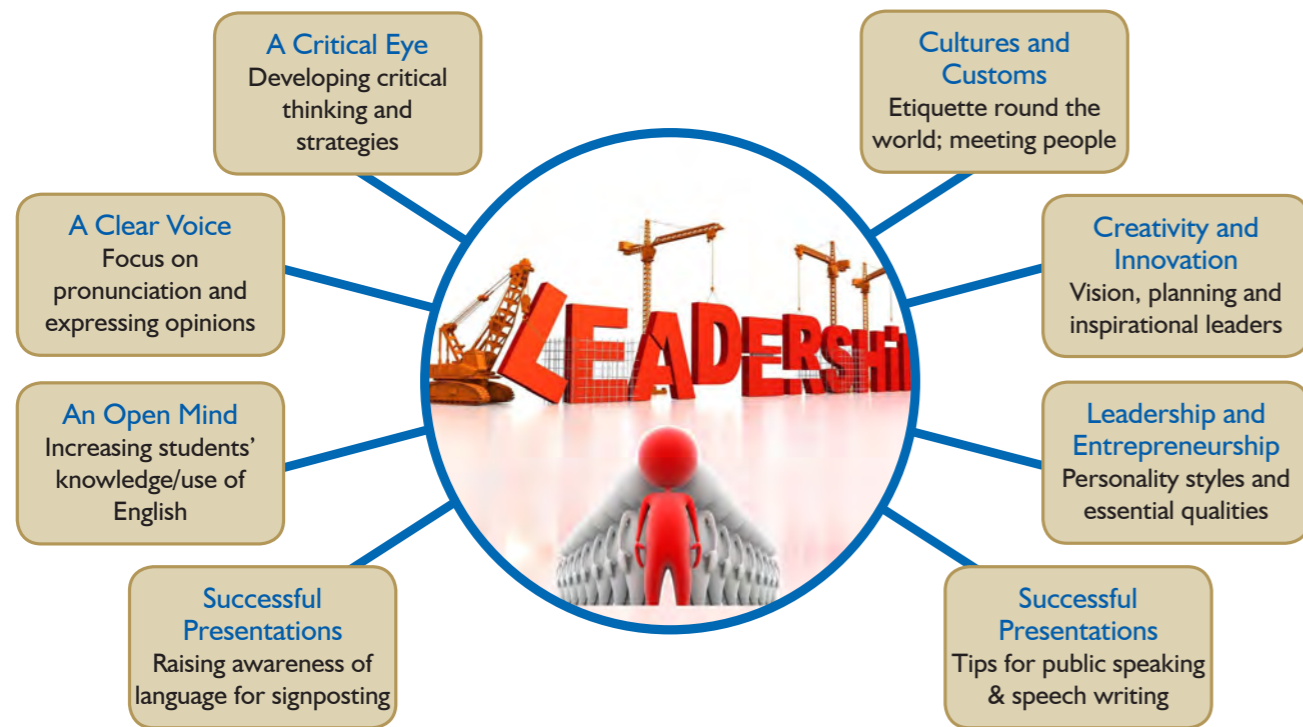 A Critical Eye
Developing critical
thinking and
strategies
A Clear Voice
Focus on
pronunciation and
expressing opinions
An Open Mind
Increasing students’
knowledge/use of
English
Successful
Presentations
Raising awareness of
language for signposting
LEADERSHiP
Cultures and
Customs
Etiquette round the
world; meeting people
Creativity and
Innovation
Vision, planning and
inspirational leaders
Leadership and
Entrepreneurship
Personality styles and
essential qualities
Successful
Presentations
Tips for public speaking
& speech writing